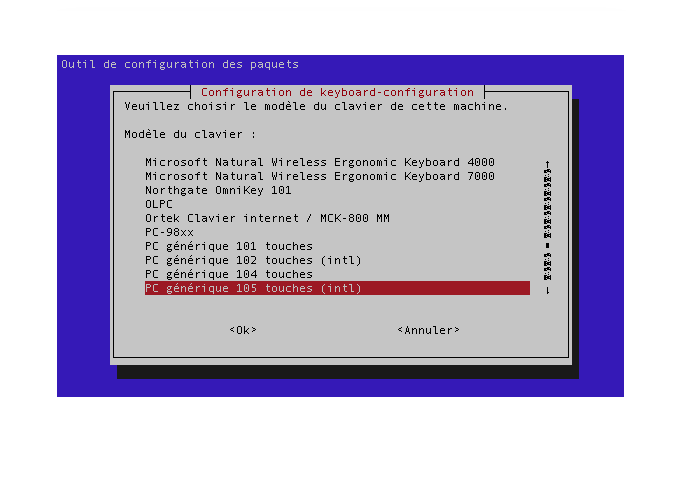 Outil de configuration des paquets
Configuration de keyboard-configuration
Veuillez choisir le modèle du clavier de cette machine.
Modèle du clavier :
Microsoft Natural Wireless Ergonomic Keyboard 4000
Microsoft Natural Wireless Ergonomic Keyboard 7000
Northgate OmniKey 101
OLPC
Ortek Clavier internet / MCK-800 MM
PC-98xx
PC générique 101 touches
PC générique 102 touches (intl)
PC générique 104 touches
PC générique 105 touches (intl)
<Ok> <Annuler>